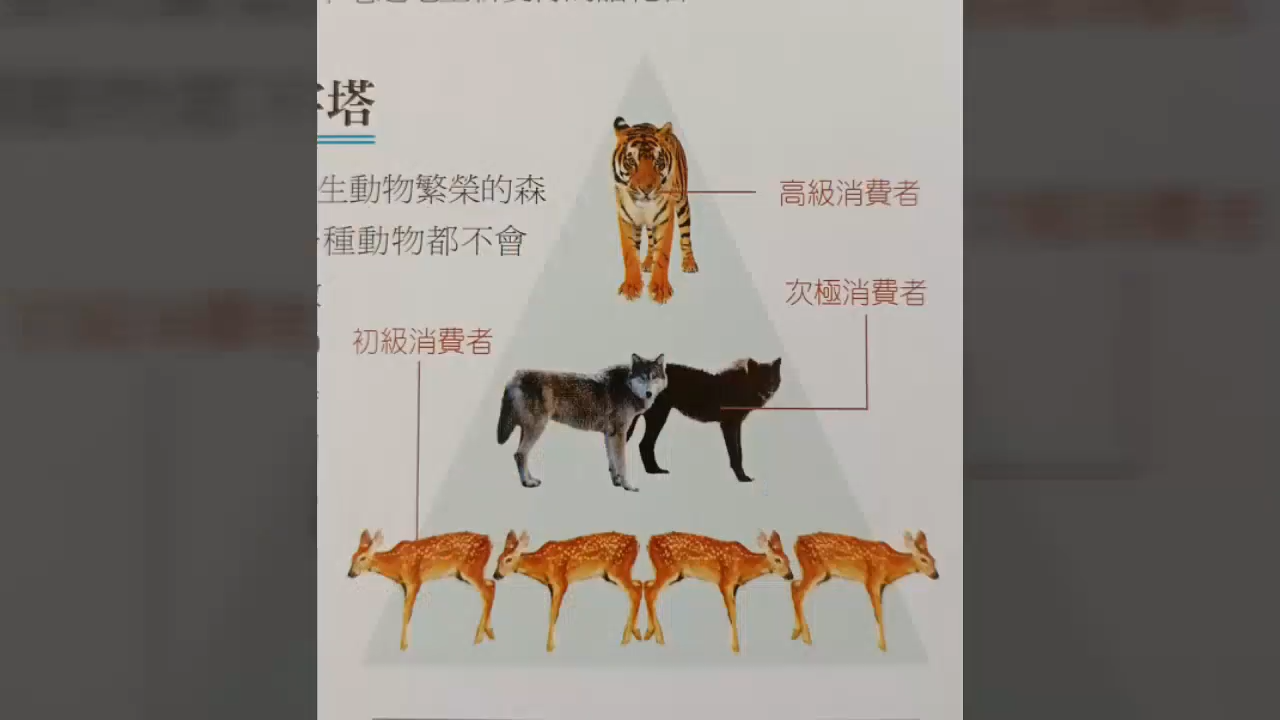 塔
生動物繁榮的森
種動物都不會
高級消費者
次極消費者
初級消費者